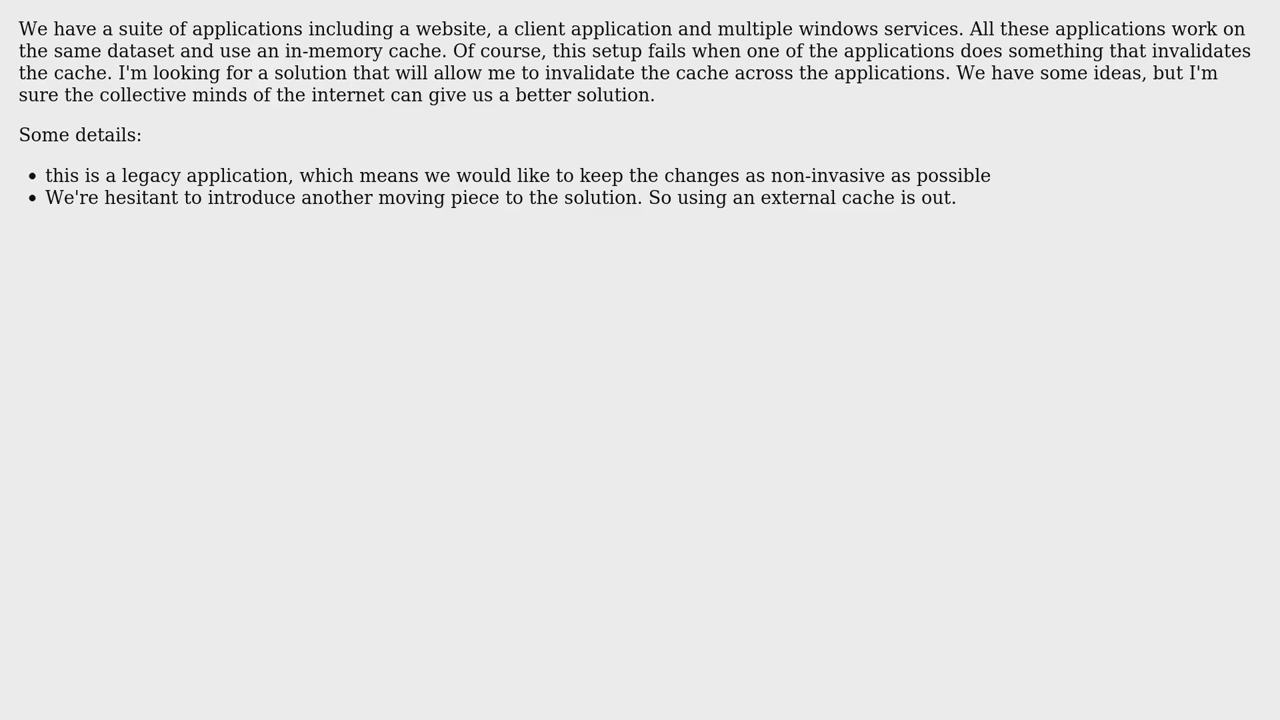 We have a suite of applications including a website, a client application and multiple windows services. All these applications work on
the same dataset and use an in-memory cache. Of course, this setup fails when one of the applications does something that invalidates
the cache. I'm looking for a solution that will allow me to invalidate the cache across the applications. We have some ideas, but I'm
sure the collective minds of the internet can give us a better solution.
Some details:
• this is a legacy application, which means we would like to keep the changes as non-invasive as possible
• We're hesitant to introduce another moving piece to the solution. So using an external cache is out.